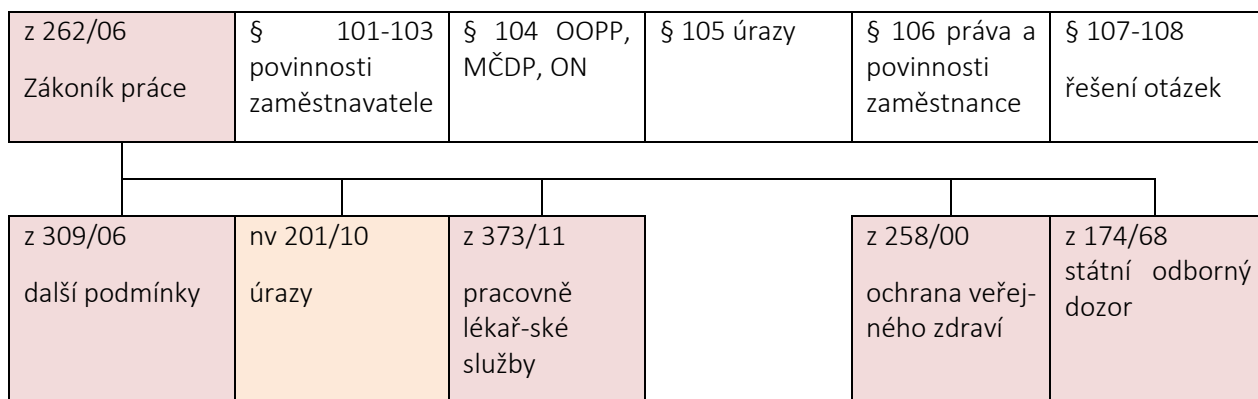 z 262/06
Zákoník práce
§ 101-103
povinnosti
zaměstnavatele
§ 104 OOPP,
MČDP, ON
§ 105 úrazy
§ 106 práva a
povinnosti
zaměstnance
§ 107-108
řešení otázek
z 309/06
další podmínky
nv 201/10
úrazy
z 373/11
pracovně
lékař-ské
služby
z 258/00
ochrana veřej-
ného zdraví
z 174/68
státní odborný
dozor